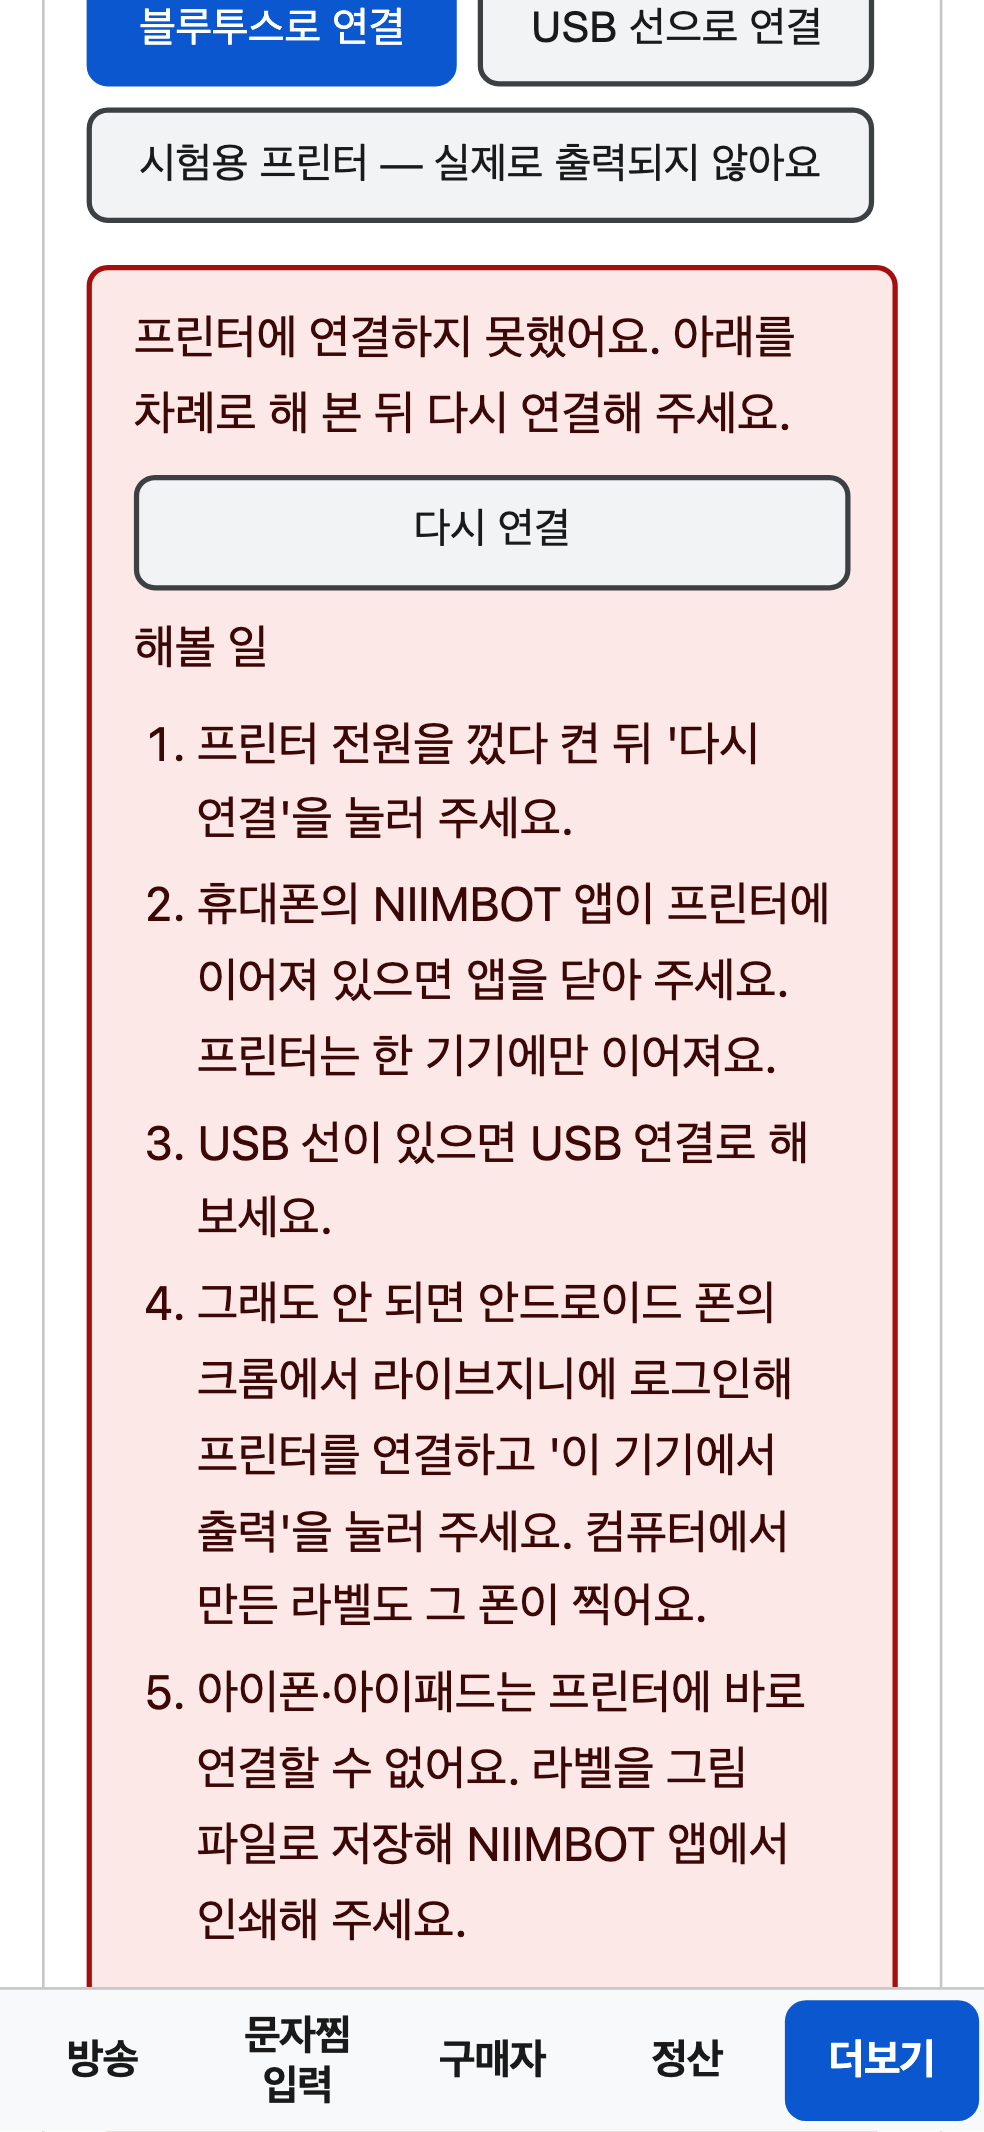 블루투스로 연결
USB 선으로 연결
시험용 프린터 — 실제로 출력되지 않아요
프린터에 연결하지 못했어요. 아래를
차례로 해 본 뒤 다시 연결해 주세요.
다시 연결
해볼 일
1. 프린터 전원을 껐다 켠 뒤 '다시
연결'을 눌러 주세요.
2. 휴대폰의 NIIMBOT 앱이 프린터에
이어져 있으면 앱을 닫아 주세요.
프린터는 한 기기에만 이어져요.
3. USB 선이 있으면 USB 연결로 해
보세요.
4. 그래도 안 되면 안드로이드 폰의
크롬에서 라이브지니에 로그인해
프린터를 연결하고 '이 기기에서
출력'을 눌러 주세요. 컴퓨터에서
만든 라벨도 그 폰이 찍어요.
5. 아이폰·아이패드는 프린터에 바로
연결할 수 없어요. 라벨을 그림
파일로 저장해 NIIMBOT 앱에서
인쇄해 주세요.
방송
문자찜
입력
구매자
정산
더보기